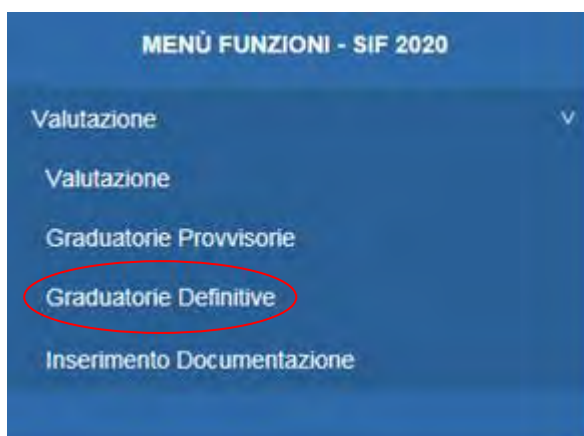 MENÙ FUNZIONI - SIF 2020
Valutazione v
Valutazione
Graduatorie Provvisorie
Graduatorie Definitive
Inserimento Documentazione